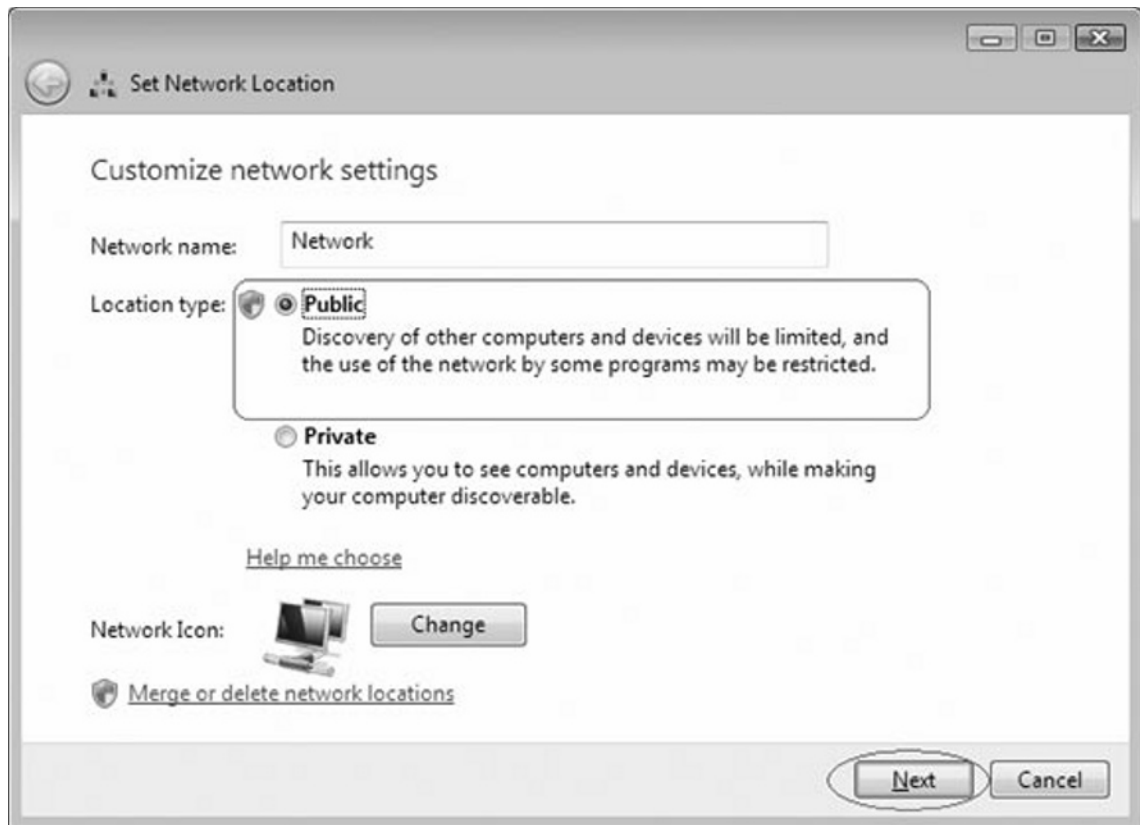 Set Network Location
Customize network settings
Network name: Network
Location type: Public
Discovery of other computers and devices will be limited, and
the use of the network by some programs may be restricted.
Private
This allows you to see computers and devices, while making
your computer discoverable.
Help me choose
Network Icon: Change
Merge or delete network locations
Next Cancel